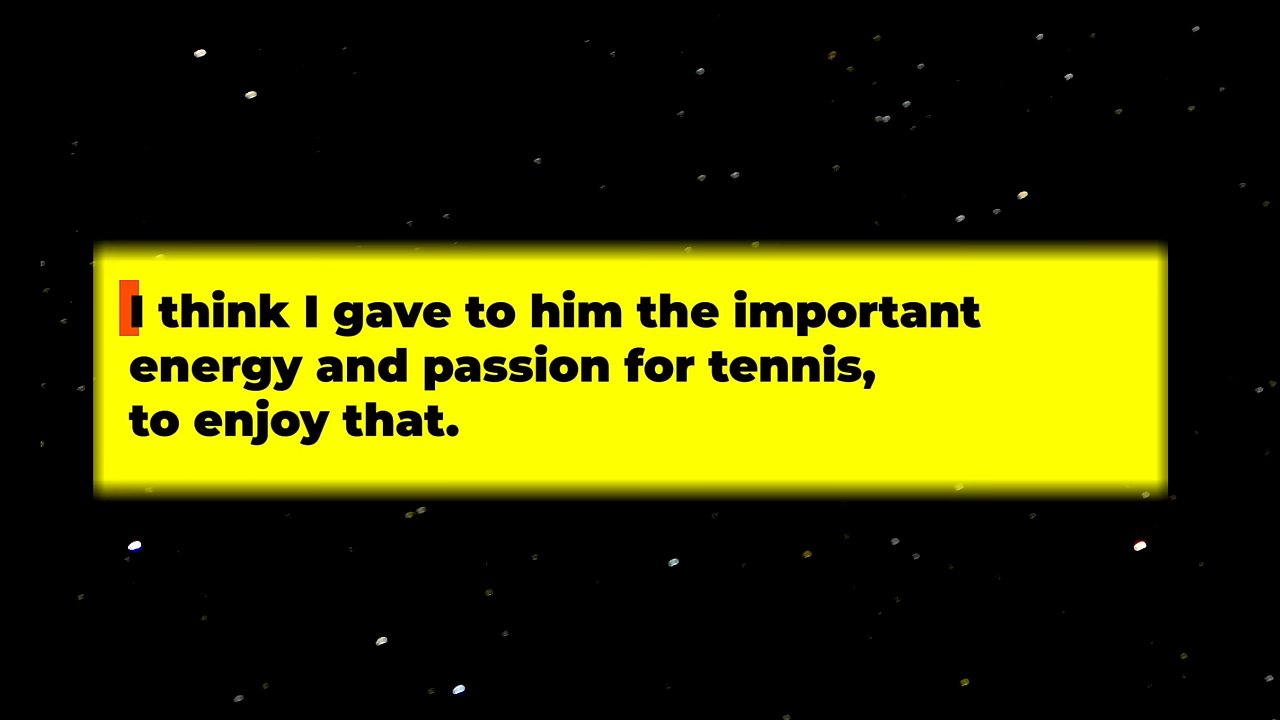 I think I gave to him the important
energy and passion for tennis,
to enjoy that.